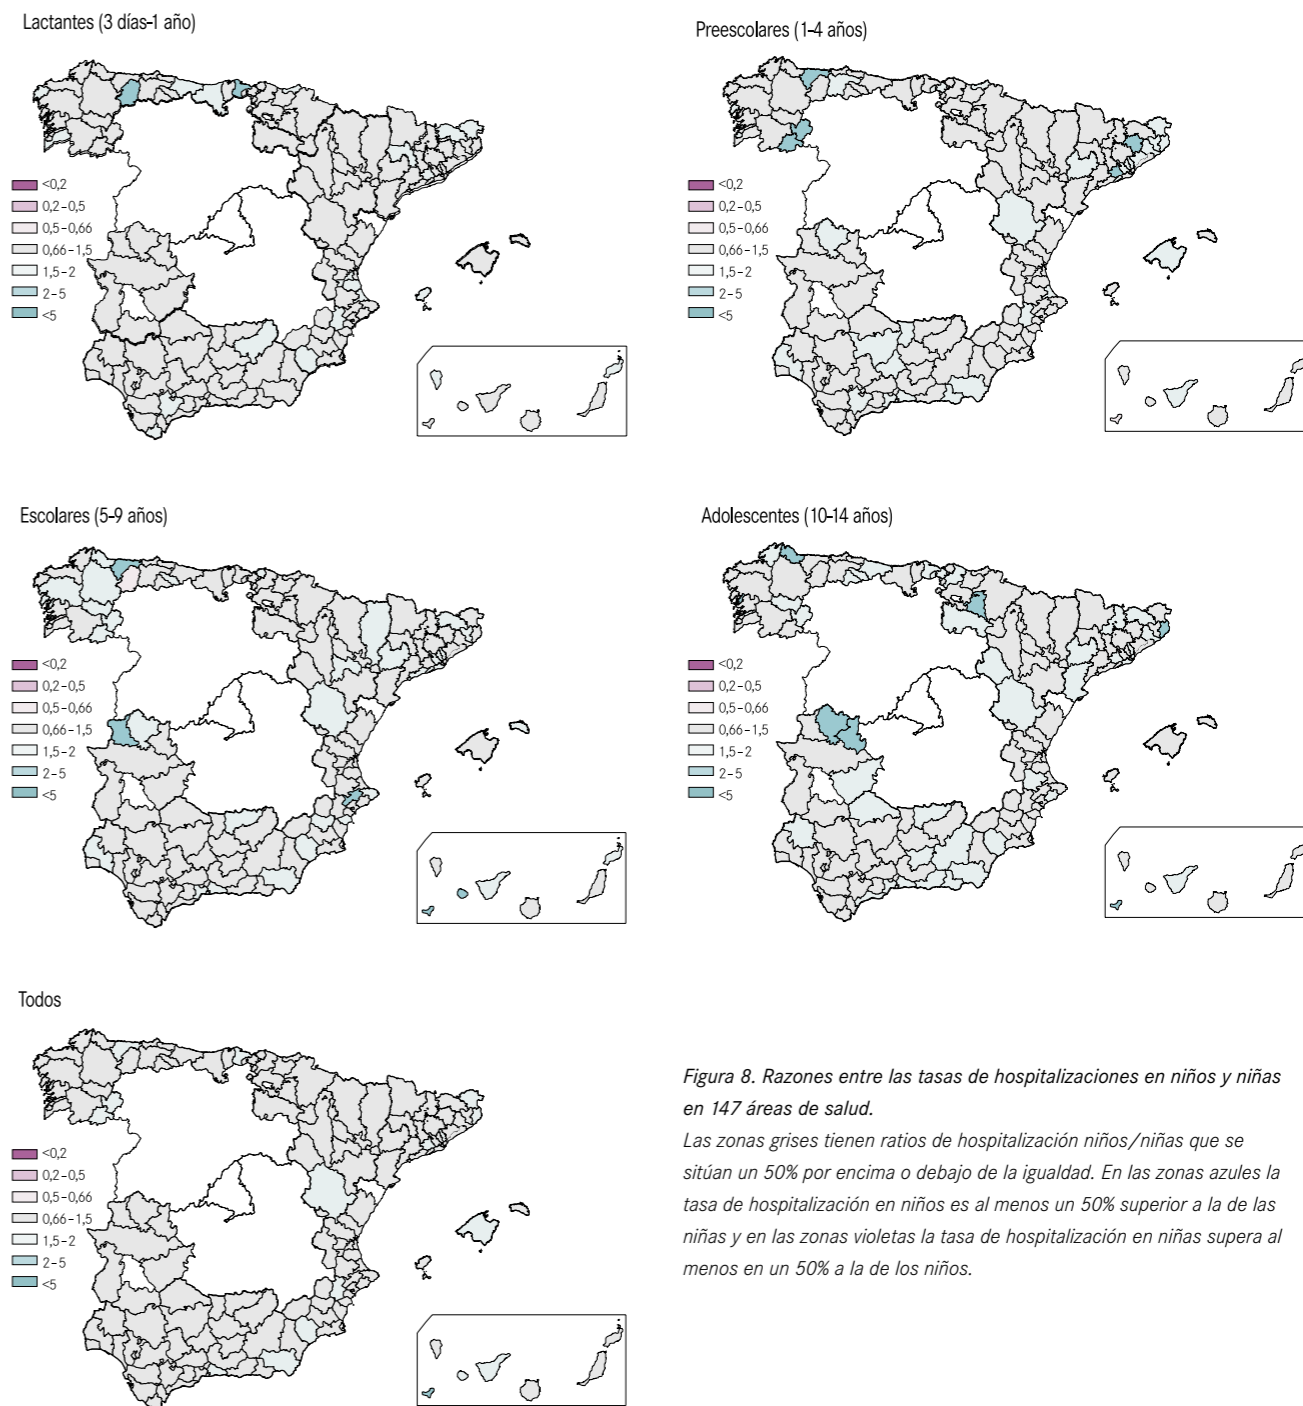 Lactantes (3 días-1 año)
<0,2
0,2-0,5
0,5-0,66
0,66-1,5
1,5-2
2-5
<5
Preescolares (1-4 años)
<0,2
0,2-0,5
0,5-0,66
0,66-1,5
1,5-2
2-5
<5
Escolares (5-9 años)
<0,2
0,2-0,5
0,5-0,66
0,66-1,5
1,5-2
2-5
<5
Adolescentes (10-14 años)
<0,2
0,2-0,5
0,5-0,66
0,66-1,5
1,5-2
2-5
<5
Todos
<0,2
0,2-0,5
0,5-0,66
0,66-1,5
1,5-2
2-5
<5
Figura 8. Razones entre las tasas de hospitalizaciones en niños y niñas
en 147 áreas de salud.
Las zonas grises tienen ratios de hospitalización niños/niñas que se
sitúan un 50% por encima o debajo de la igualdad. En las zonas azules la
tasa de hospitalización en niños es al menos un 50% superior a la de las
niñas y en las zonas violetas la tasa de hospitalización en niñas supera al
menos en un 50% a la de los niños.